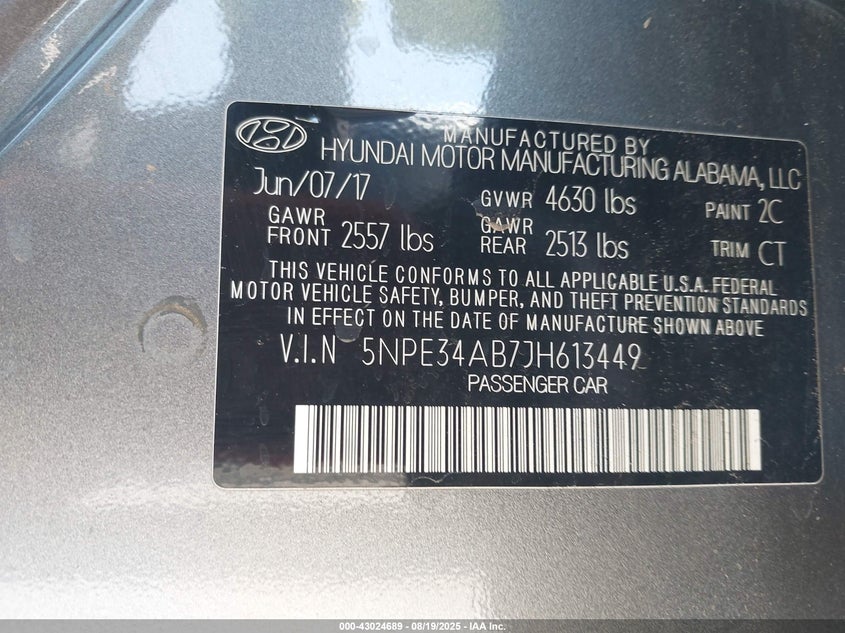 MANUFACTURED BY
HYUNDAI MOTOR MANUFACTURING ALABAMA, LLC
Jun/07/17 GVWR 4630 lbs PAINT 2C
GAWR FRONT 2557 lbs GAWR REAR 2513 lbs TRIM CT
THIS VEHICLE CONFORMS TO ALL APPLICABLE U.S.A. FEDERAL
MOTOR VEHICLE SAFETY, BUMPER, AND THEFT PREVENTION STANDARDS
IN EFFECT ON THE DATE OF MANUFACTURE SHOWN ABOVE
V.I.N 5NPE34AB7JH613449
PASSENGER CAR
000-43024689 - 08/19/2025 - IAA Inc.